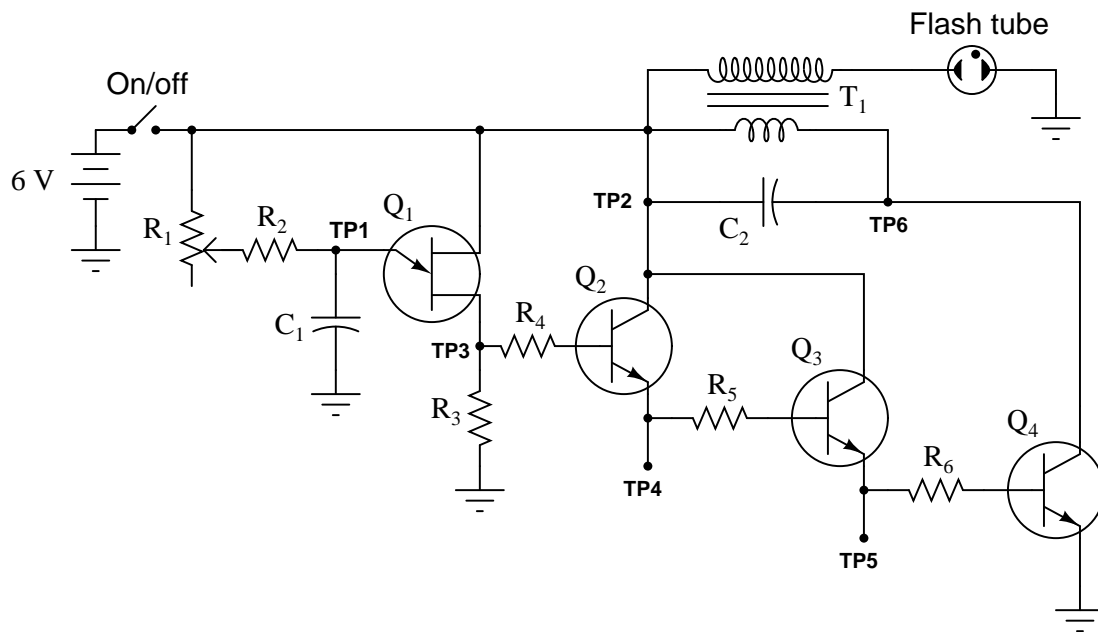 Flash tube
On/off
T1
6 V
R1
R2
TP1
Q1
TP2
C2
TP6
C1
Q2
TP3
R4
Q3
R3
R5
Q4
TP4
R6
TP5